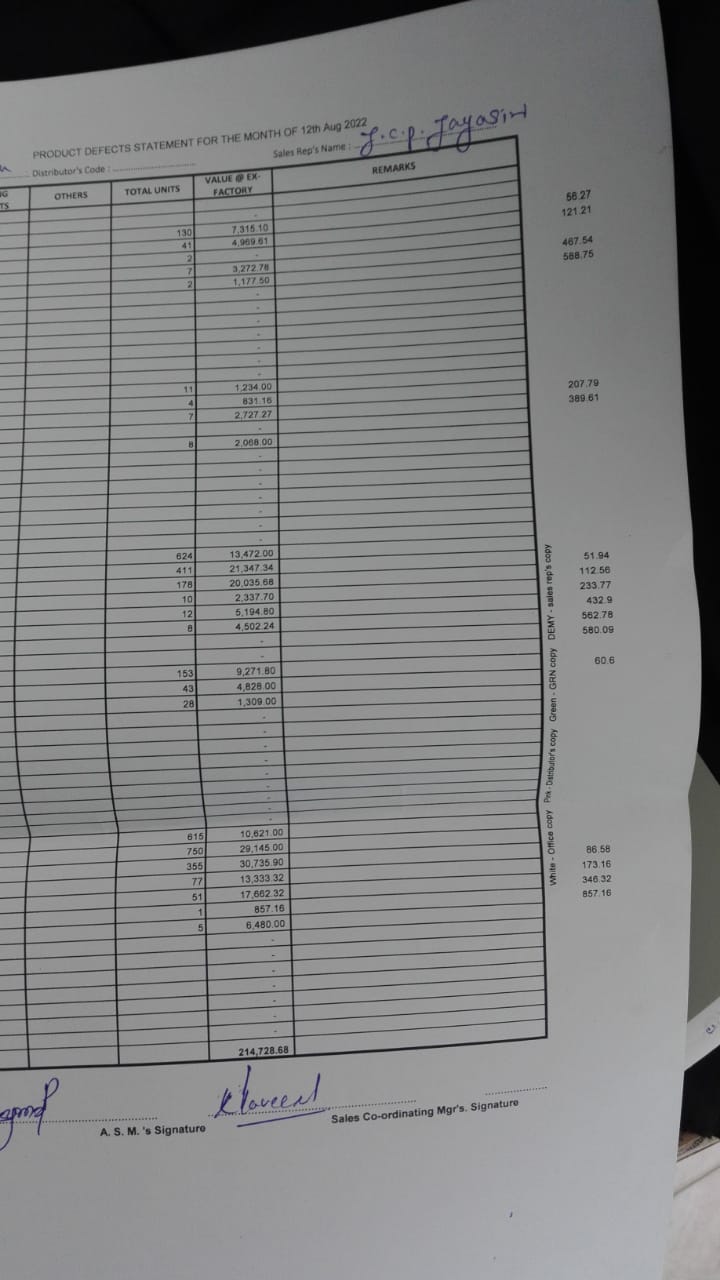 PRODUCT DEFECTS STATEMENT FOR THE MONTH OF 12th Aug 2022
Distributor's Code : Sales Rep's Name : J.C.P. Jayasiri
OTHERS TOTAL UNITS VALUE @ EX-FACTORY REMARKS
TS
-
56.27
130 7,315.10 121.21
41 4,969.61
2 - 467.54
7 3,272.78 588.75
2 1,177.50
-
-
-
-
-
-
-
11 1,234.00 207.79
4 831.16 389.61
7 2,727.27
-
8 2,068.00
-
-
-
-
-
-
-
624 13,472.00 51.94
411 21,347.34 112.56
178 20,035.68 233.77
10 2,337.70 432.9
12 5,194.80 562.78
8 4,502.24 580.09
-
- 60.6
153 9,271.80
43 4,828.00
28 1,309.00
-
-
-
-
-
-
-
-
615 10,621.00
750 29,145.00 86.58
355 30,735.90 173.16
77 13,333.32 346.32
51 17,662.32 857.16
1 857.16
5 6,480.00
-
-
-
-
-
-
-
214,728.68
White - Office copy Pink - Distributor's copy Green - GRN copy DEMY - sales rep's copy
A. S. M. 's Signature
Sales Co-ordinating Mgr's. Signature